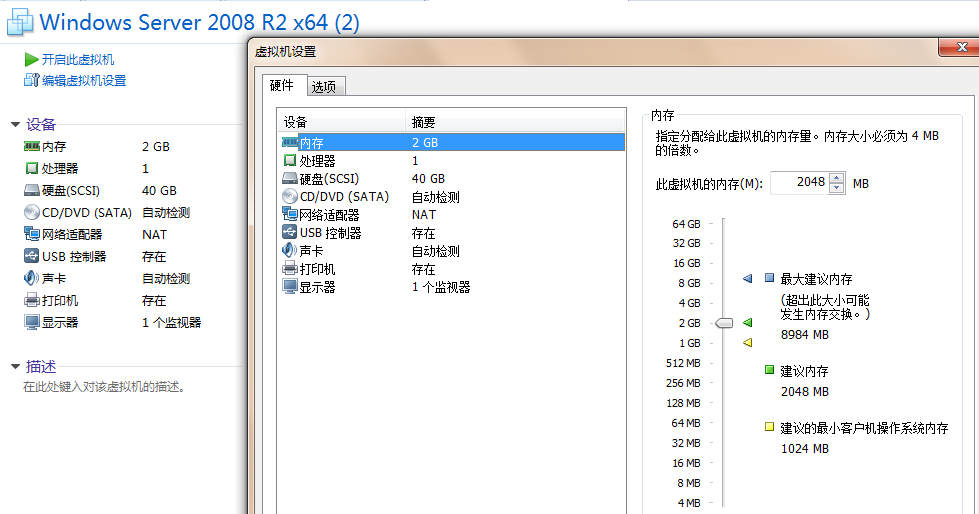 Windows Server 2008 R2 x64 (2)
开启此虚拟机
编辑虚拟机设置
设备
内存 2 GB
处理器 1
硬盘(SCSI) 40 GB
CD/DVD (SATA) 自动检测
网络适配器 NAT
USB 控制器 存在
声卡 自动检测
打印机 存在
显示器 1 个监视器
描述
在此处键入对该虚拟机的描述。
虚拟机设置
硬件 选项
设备 摘要
内存 2 GB
处理器 1
硬盘(SCSI) 40 GB
CD/DVD (SATA) 自动检测
网络适配器 NAT
USB 控制器 存在
声卡 自动检测
打印机 存在
显示器 1 个监视器
内存
指定分配给此虚拟机的内存量。内存大小必须为 4 MB
的倍数。
此虚拟机的内存(M): 2048 MB
64 GB
32 GB
16 GB
8 GB
4 GB
2 GB
1 GB
512 MB
256 MB
128 MB
64 MB
32 MB
16 MB
8 MB
4 MB
最大建议内存
(超出此大小可能
发生内存交换。)
8984 MB
建议内存
2048 MB
建议的最小客户机操作系统内存
1024 MB